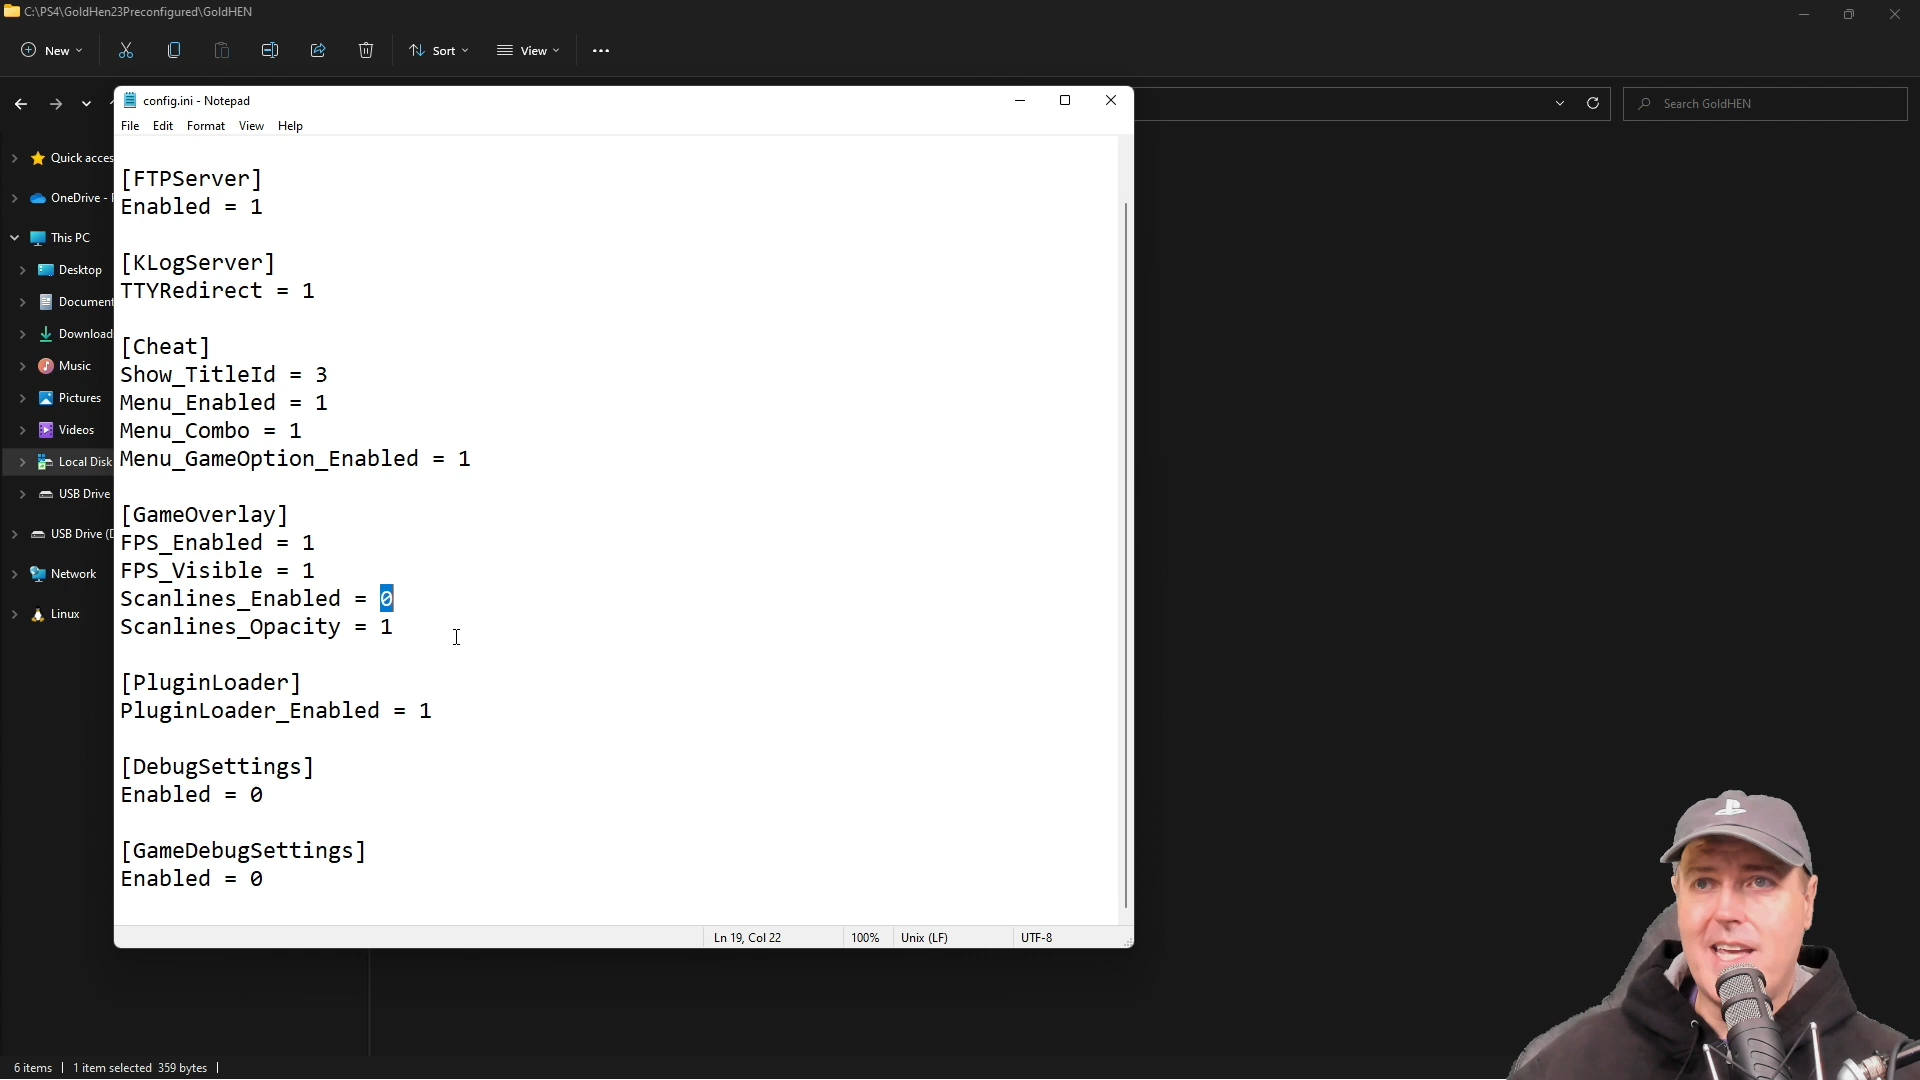 C:\PS4\GoldHen23Preconfigured\GoldHEN
New
Sort
View
config.ini - Notepad
Search GoldHEN
File Edit Format View Help
Quick acces
OneDrive -
This PC
Desktop
Document
Download
Music
Pictures
Videos
Local Disk
USB Drive
USB Drive (D
Network
Linux
[FTPServer]
Enabled = 1
[KLogServer]
TTYRedirect = 1
[Cheat]
Show_TitleId = 3
Menu_Enabled = 1
Menu_Combo = 1
Menu_GameOption_Enabled = 1
[GameOverlay]
FPS_Enabled = 1
FPS_Visible = 1
Scanlines_Enabled = 0
Scanlines_Opacity = 1
[PluginLoader]
PluginLoader_Enabled = 1
[DebugSettings]
Enabled = 0
[GameDebugSettings]
Enabled = 0
Ln 19, Col 22
100%
Unix (LF)
UTF-8
6 items
1 item selected 359 bytes